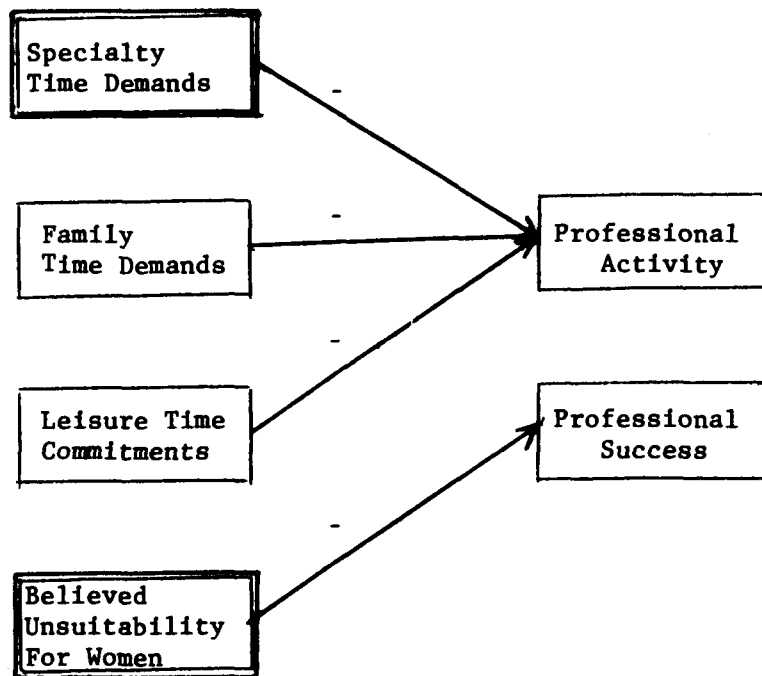 Specialty
Time Demands
-
Family
Time Demands
-
Professional
Activity
-
Leisure Time
Commitments
Professional
Success
-
Believed
Unsuitability
For Women